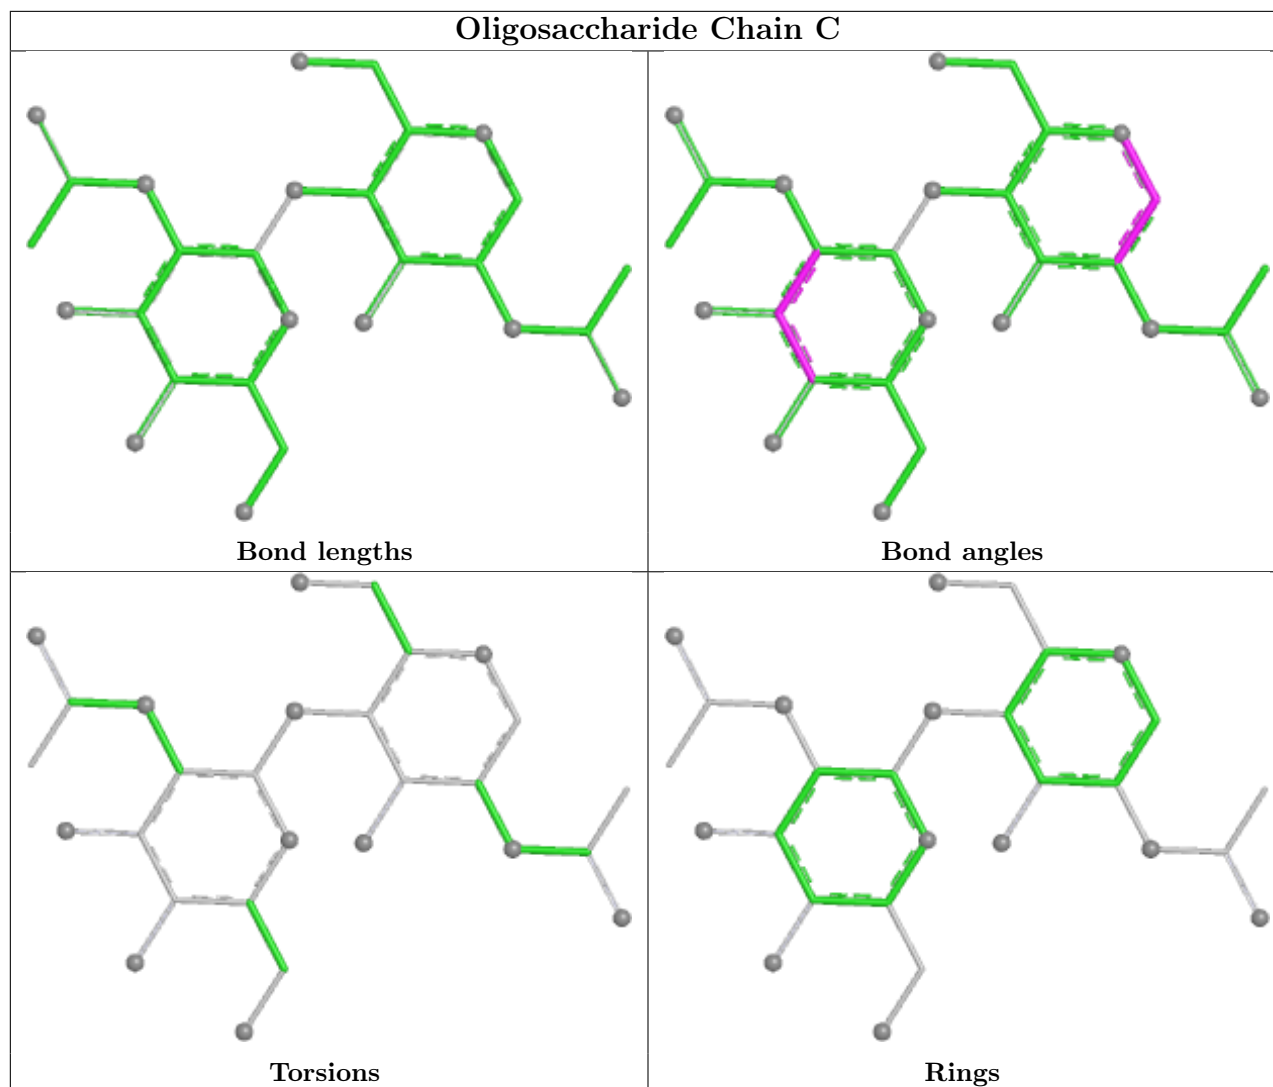 Oligosaccharide Chain C
Bond lengths
Bond angles
Torsions
Rings